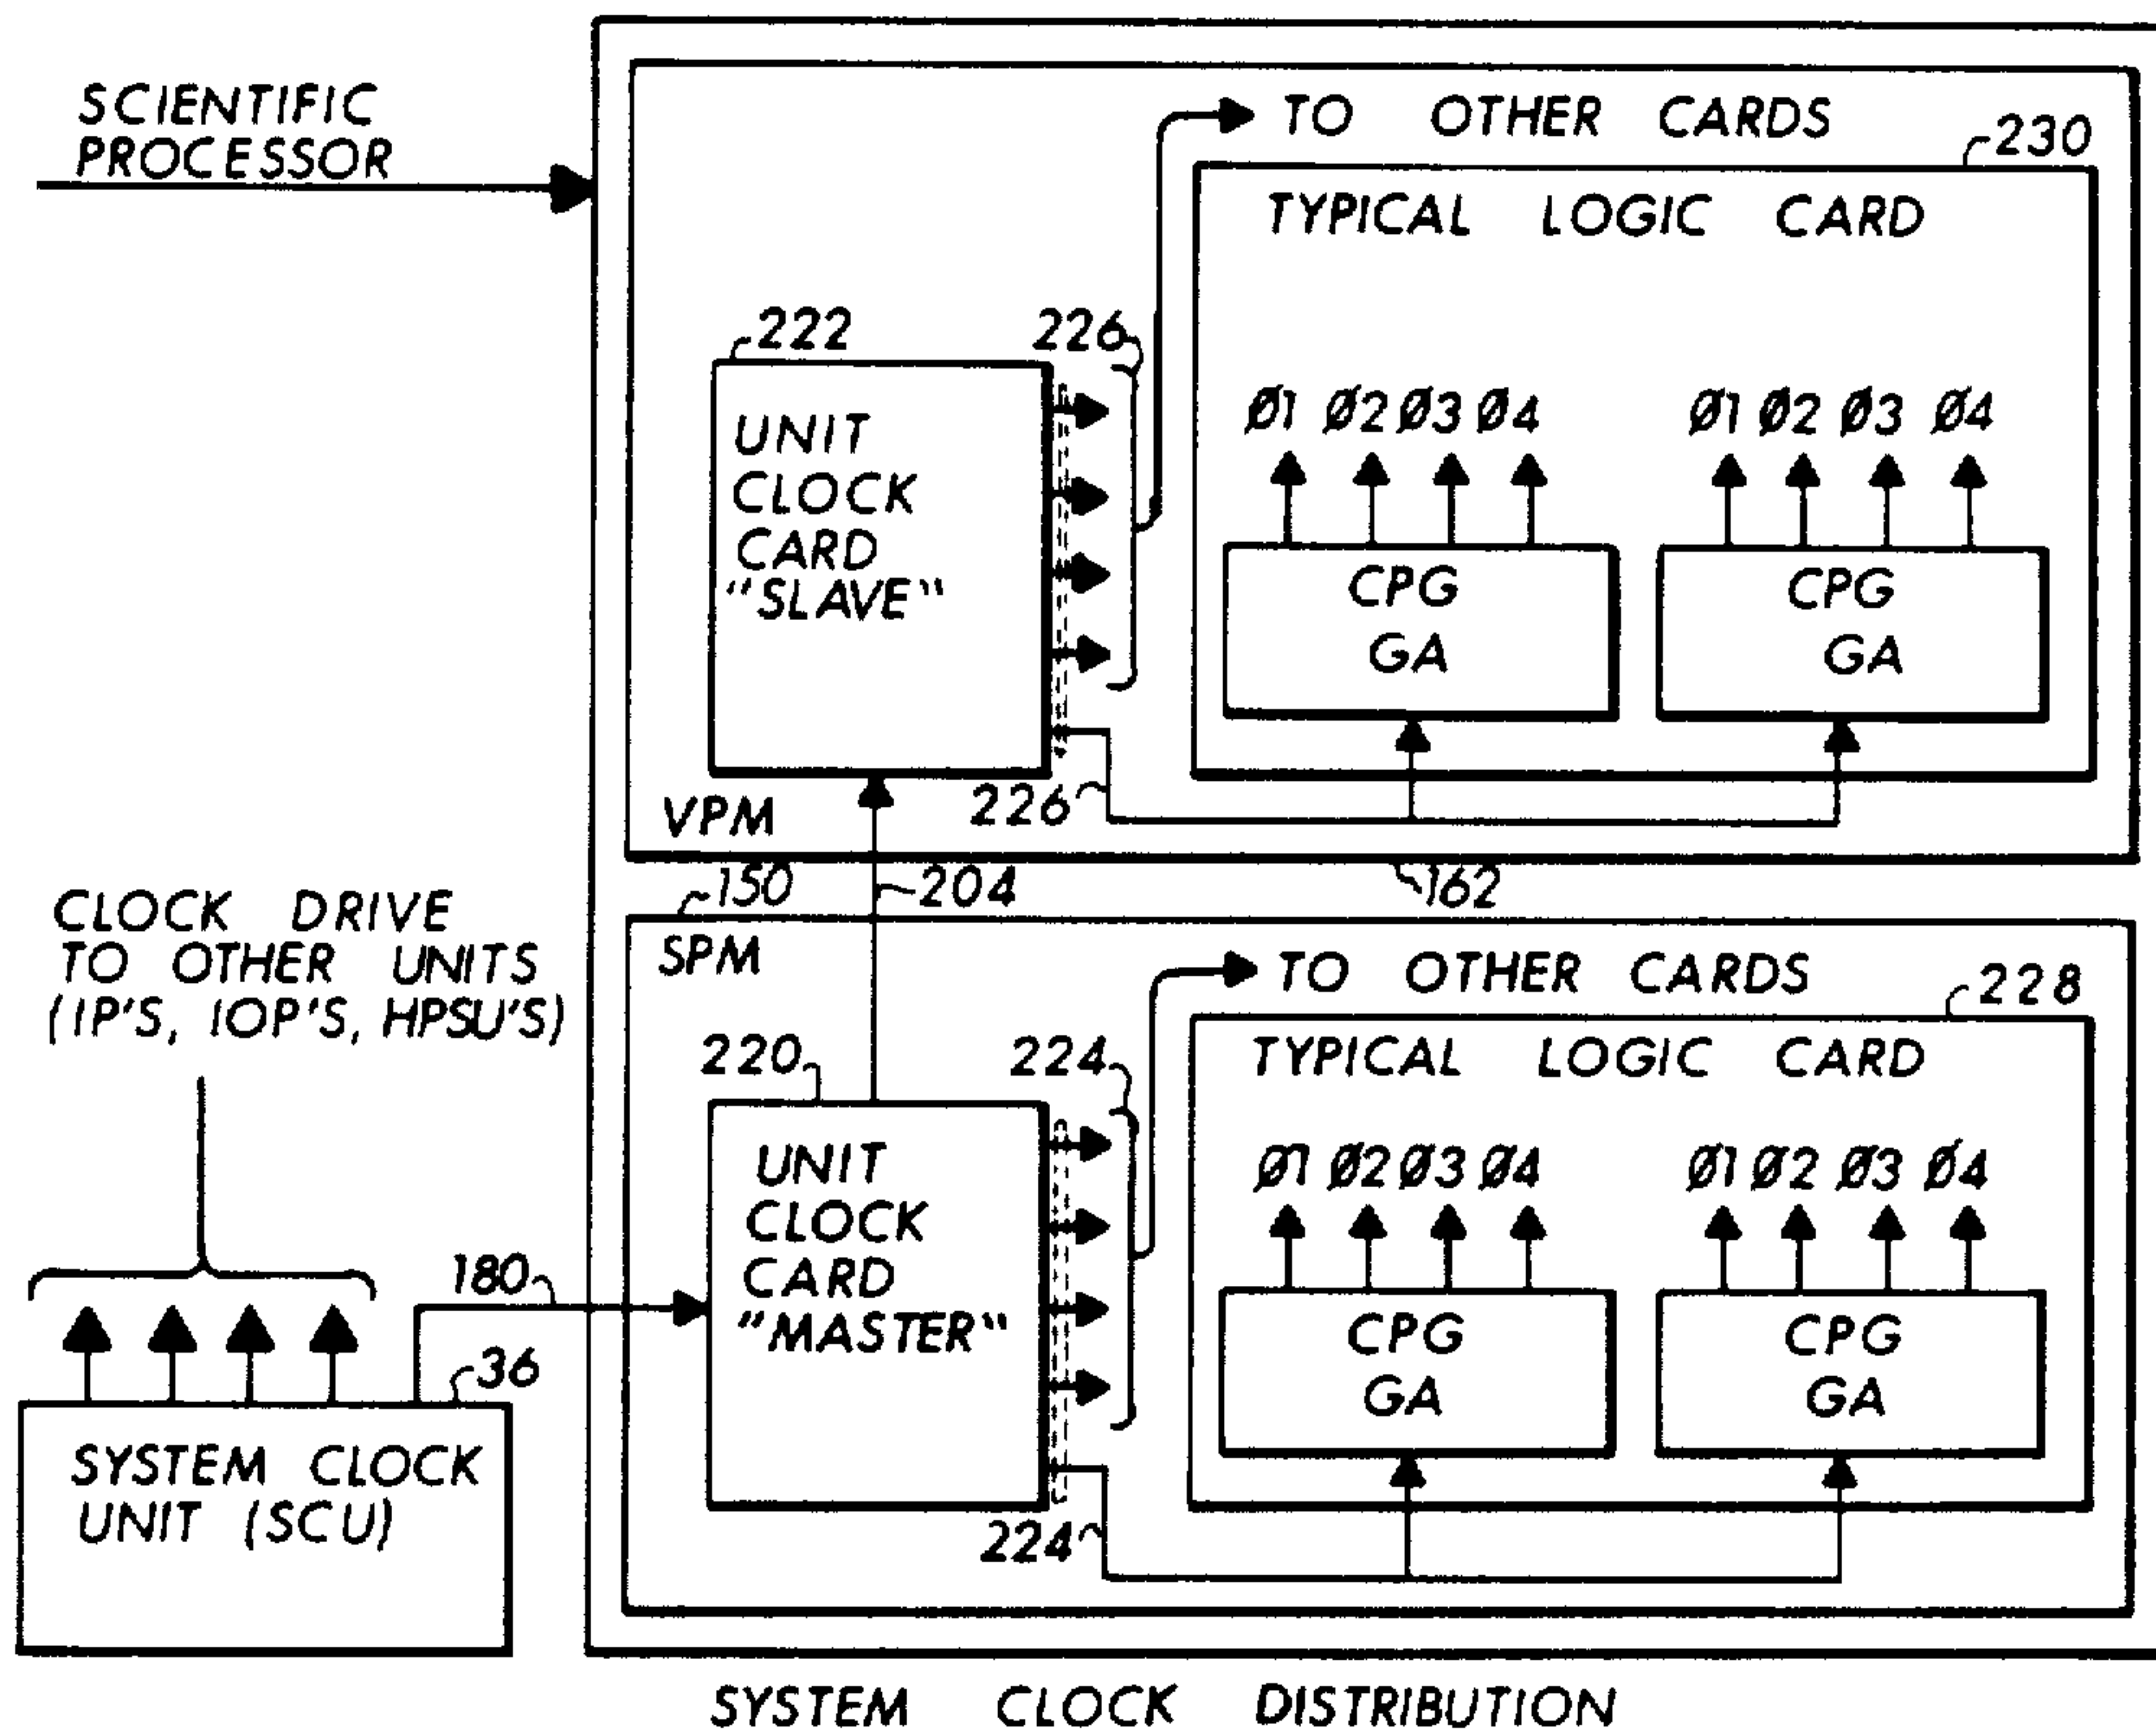 SCIENTIFIC
PROCESSOR
TO OTHER CARDS
230
TYPICAL LOGIC CARD
222
226
UNIT
CLOCK
CARD
"SLAVE"
Ø1 Ø2 Ø3 Ø4
Ø1 Ø2 Ø3 Ø4
CPG
GA
CPG
GA
226
VPM
150
204
162
CLOCK DRIVE
TO OTHER UNITS
(IP'S, IOP'S, HPSU'S)
SPM
TO OTHER CARDS
228
TYPICAL LOGIC CARD
220
224
UNIT
CLOCK
CARD
"MASTER"
Ø1 Ø2 Ø3 Ø4
Ø1 Ø2 Ø3 Ø4
CPG
GA
CPG
GA
180
36
SYSTEM CLOCK
UNIT (SCU)
224
SYSTEM CLOCK DISTRIBUTION